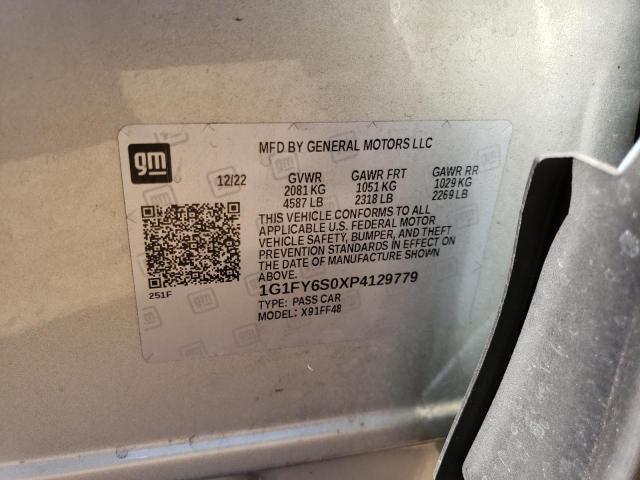 gm
MFD BY GENERAL MOTORS LLC
12/22 GVWR GAWR FRT GAWR RR
2081 KG 1051 KG 1029 KG
4587 LB 2318 LB 2269 LB
THIS VEHICLE CONFORMS TO ALL
APPLICABLE U.S. FEDERAL MOTOR
VEHICLE SAFETY, BUMPER, AND THEFT
PREVENTION STANDARDS IN EFFECT ON
THE DATE OF MANUFACTURE SHOWN
ABOVE.
251F
1G1FY6S0XP4129779
TYPE: PASS CAR
MODEL: X91FF48